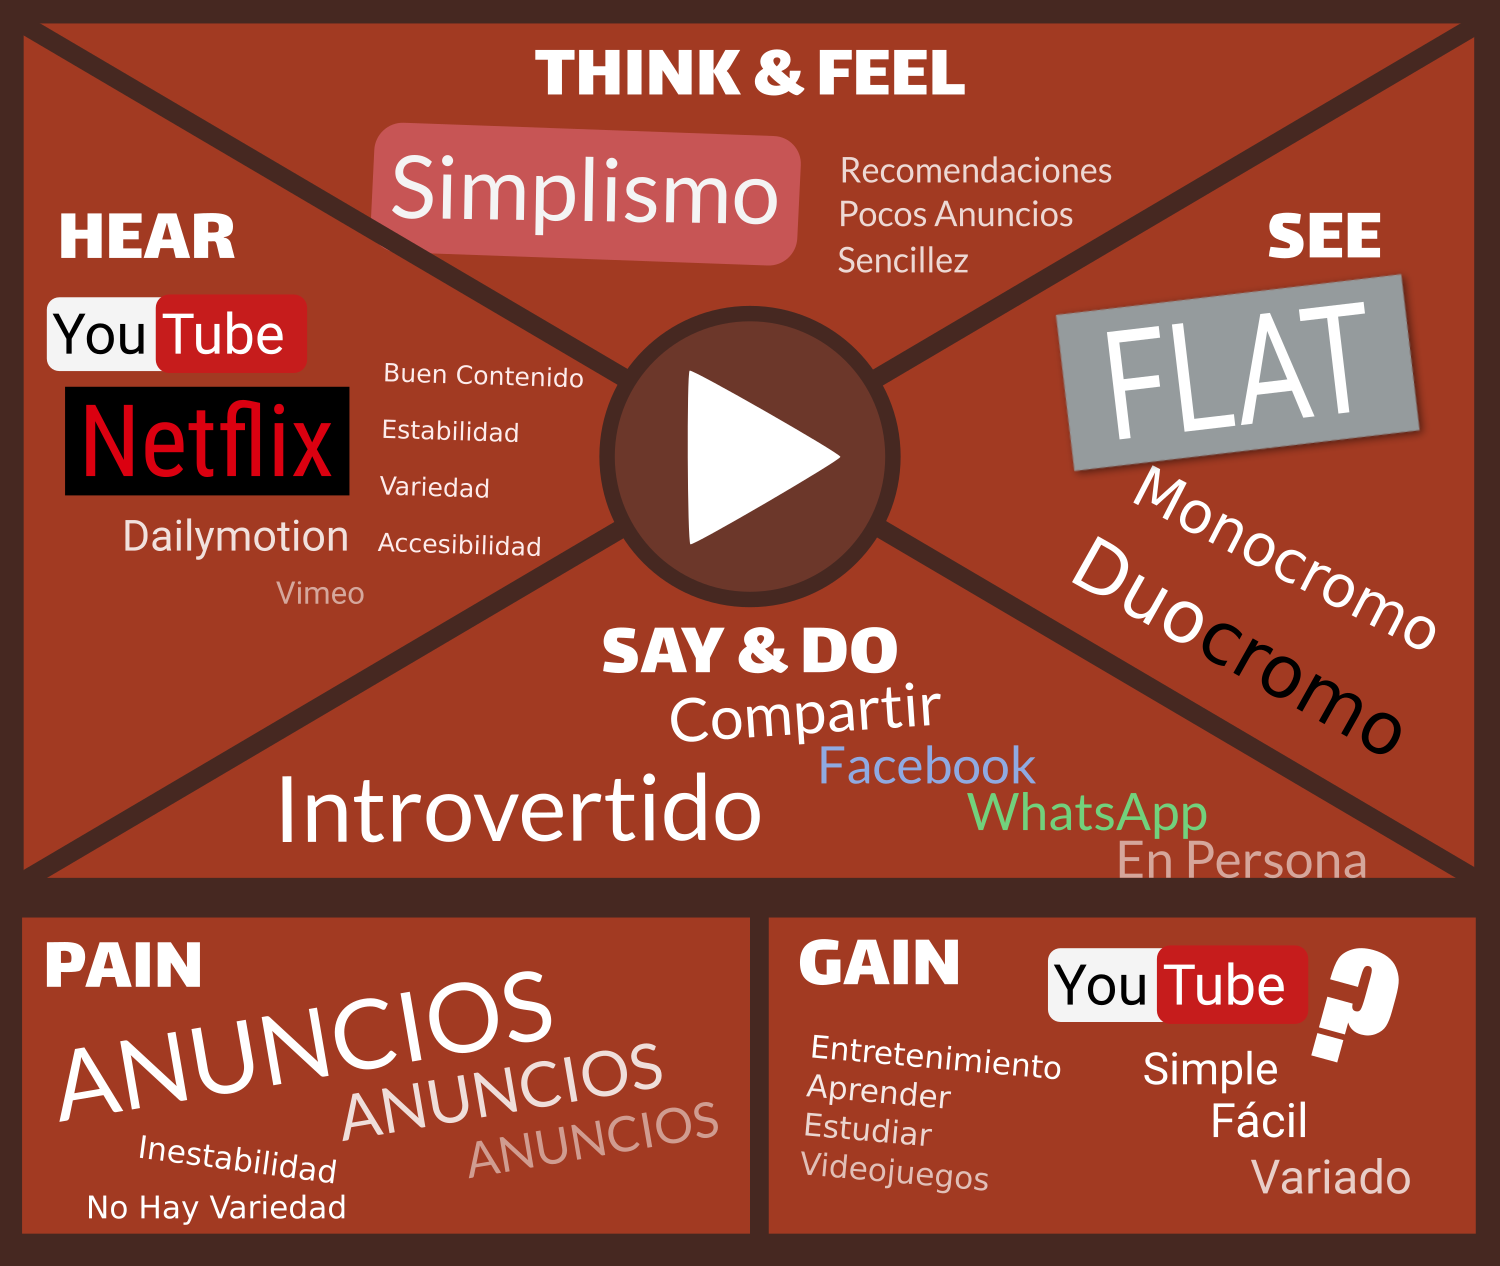 THINK & FEEL
Simplismo
Recomendaciones
Pocos Anuncios
Sencillez
HEAR
YouTube
Netflix
Dailymotion
Vimeo
Buen Contenido
Estabilidad
Variedad
Accesibilidad
SEE
FLAT
Monocromo
Duocromo
SAY & DO
Compartir
Facebook
WhatsApp
En Persona
Introvertido
PAIN
ANUNCIOS
ANUNCIOS
ANUNCIOS
Inestabilidad
No Hay Variedad
GAIN
YouTube ?
Entretenimiento
Aprender
Estudiar
Videojuegos
Simple
Fácil
Variado